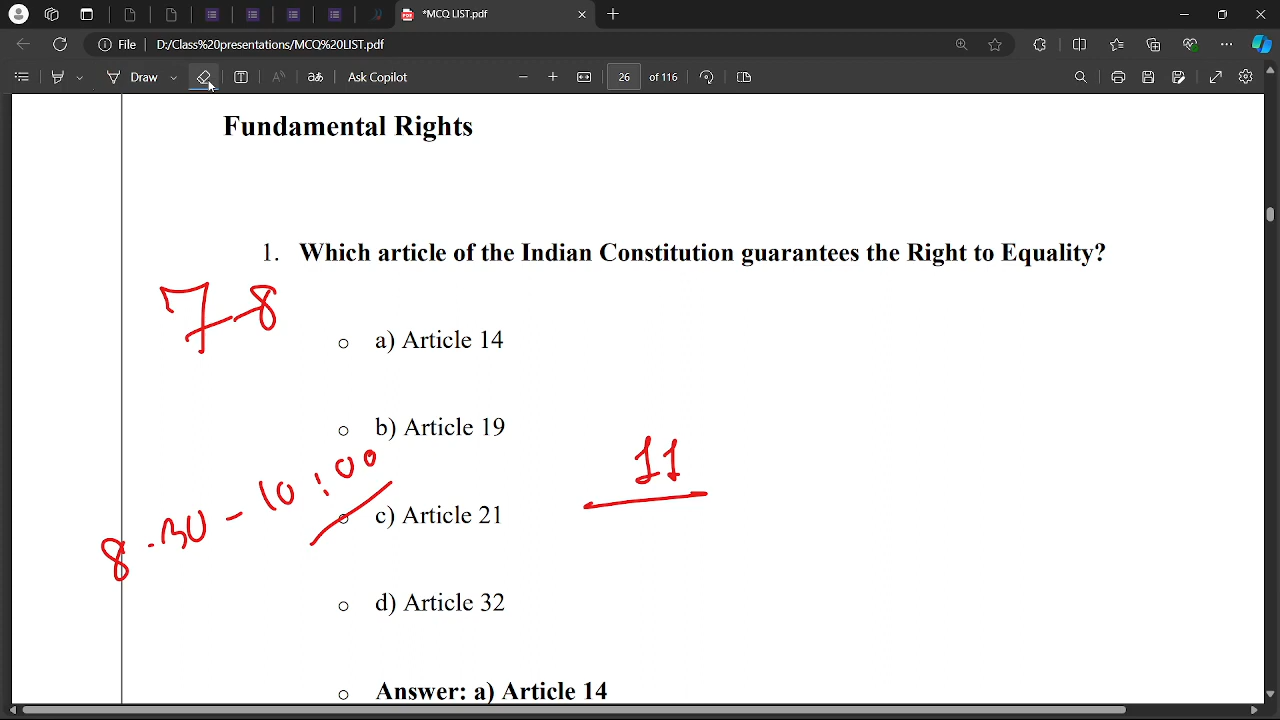 *MCQ LIST.pdf
File D:/Class%20presentations/MCQ%20LIST.pdf
Draw Ask Copilot 26 of 116
Fundamental Rights
1. Which article of the Indian Constitution guarantees the Right to Equality?
7-8
a) Article 14
b) Article 19
11
8.30-10:00
c) Article 21
d) Article 32
Answer: a) Article 14